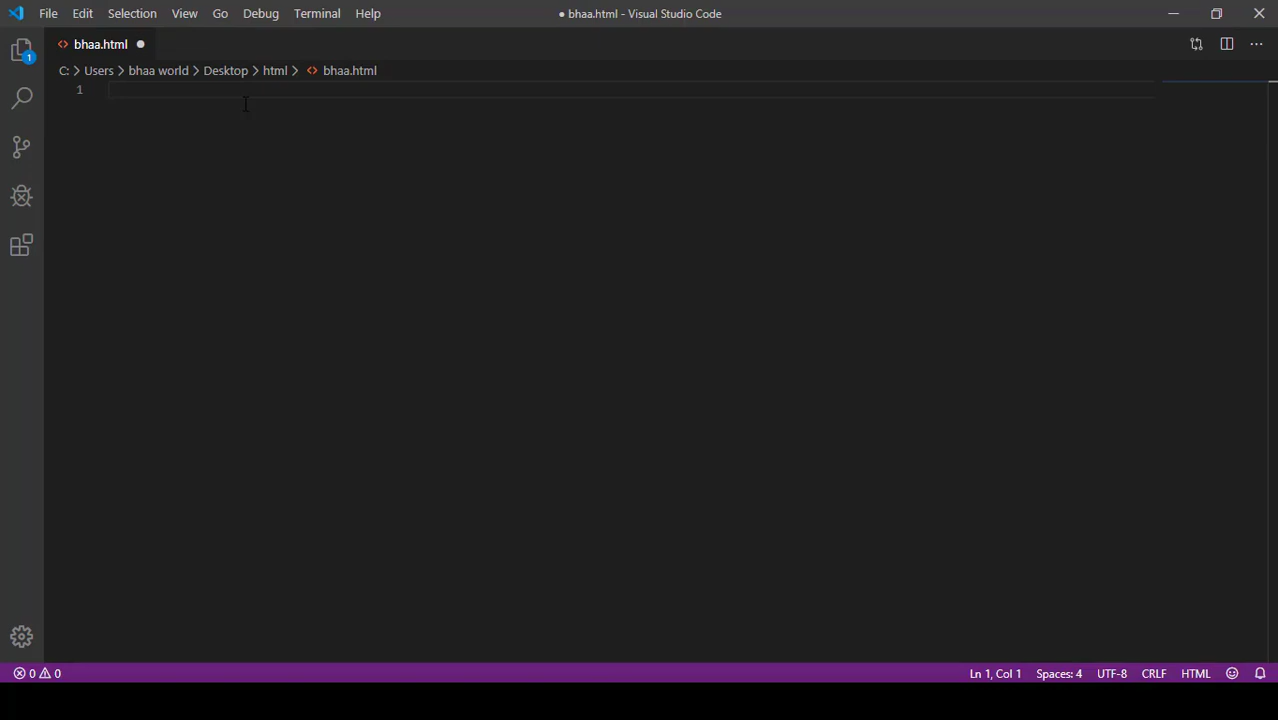 File Edit Selection View Go Debug Terminal Help ● bhaa.html - Visual Studio Code
bhaa.html
C: > Users > bhaa world > Desktop > html > bhaa.html
1
1
0 0 Ln 1, Col 1 Spaces: 4 UTF-8 CRLF HTML